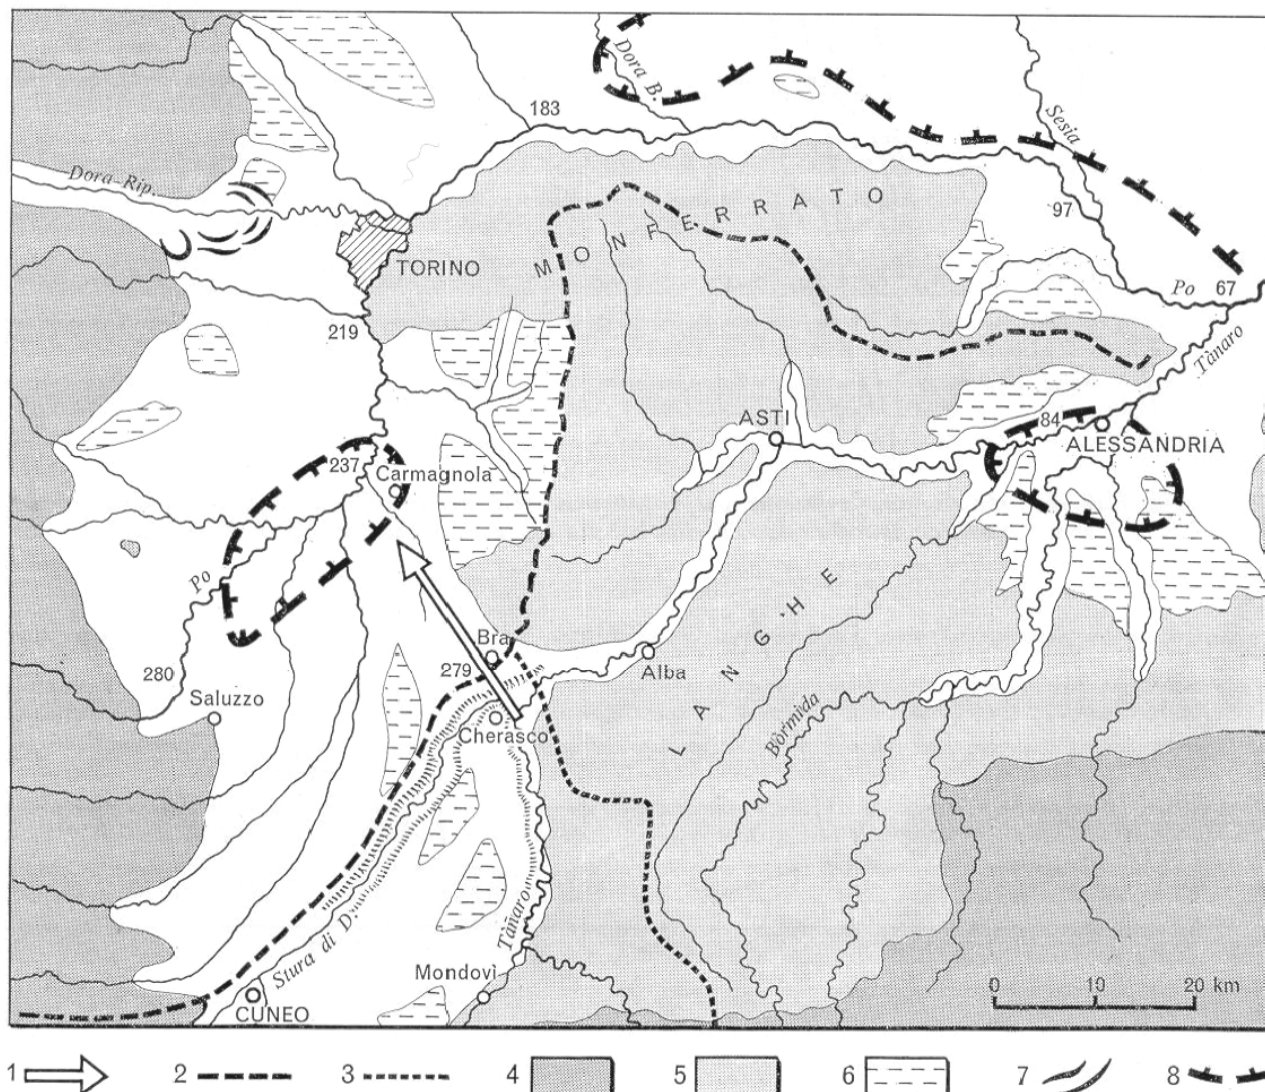 Dora B.
183
Sesia
Dora-Rip.
97
MONFERRATO
TORINO
Po
67
219
Tànaro
ASTI
84
ALESSANDRIA
237
Carmagnola
Po
LANGHE
Bra
279
Alba
280
Saluzzo
Cherasco
Bòrmida
Tànaro
Stura di D.
Mondovì
0 10 20 km
CUNEO
1 2 3 4 5 6 7 8